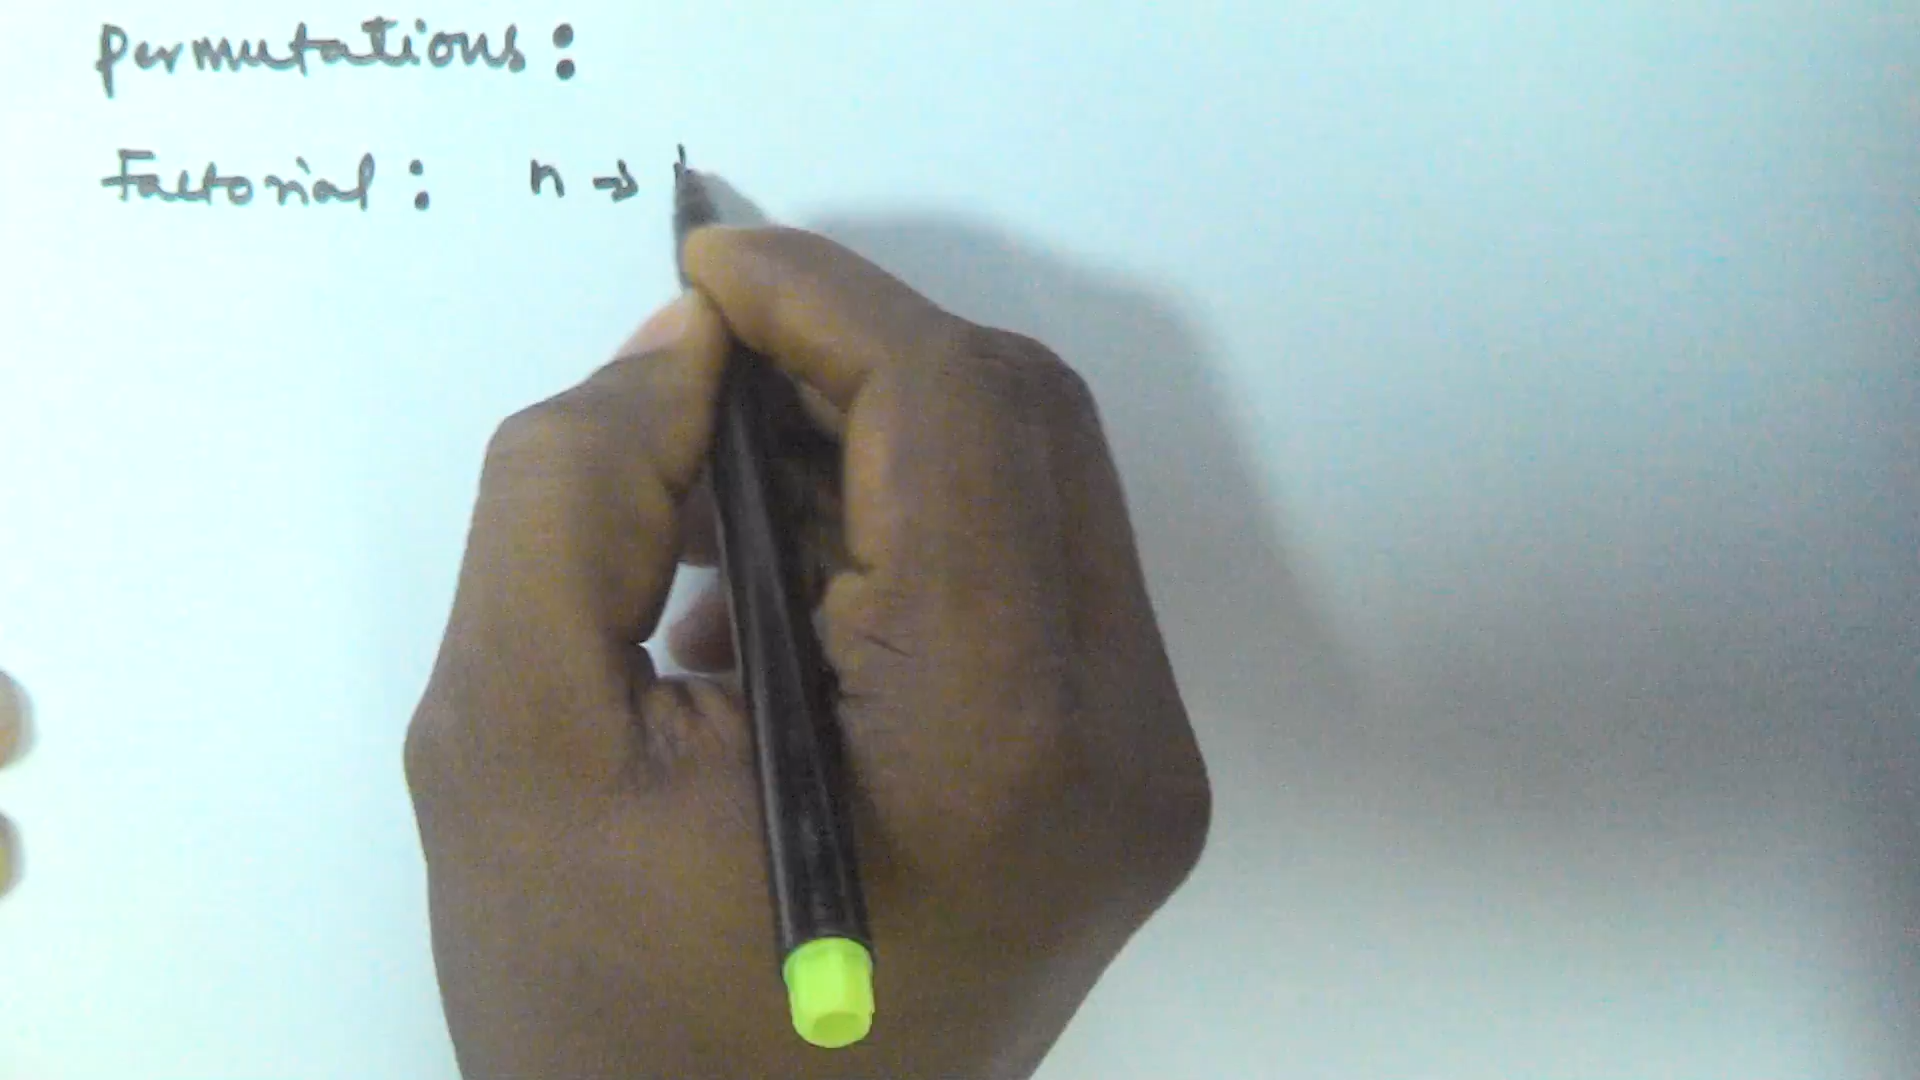 Permutations:
Factorial: n →